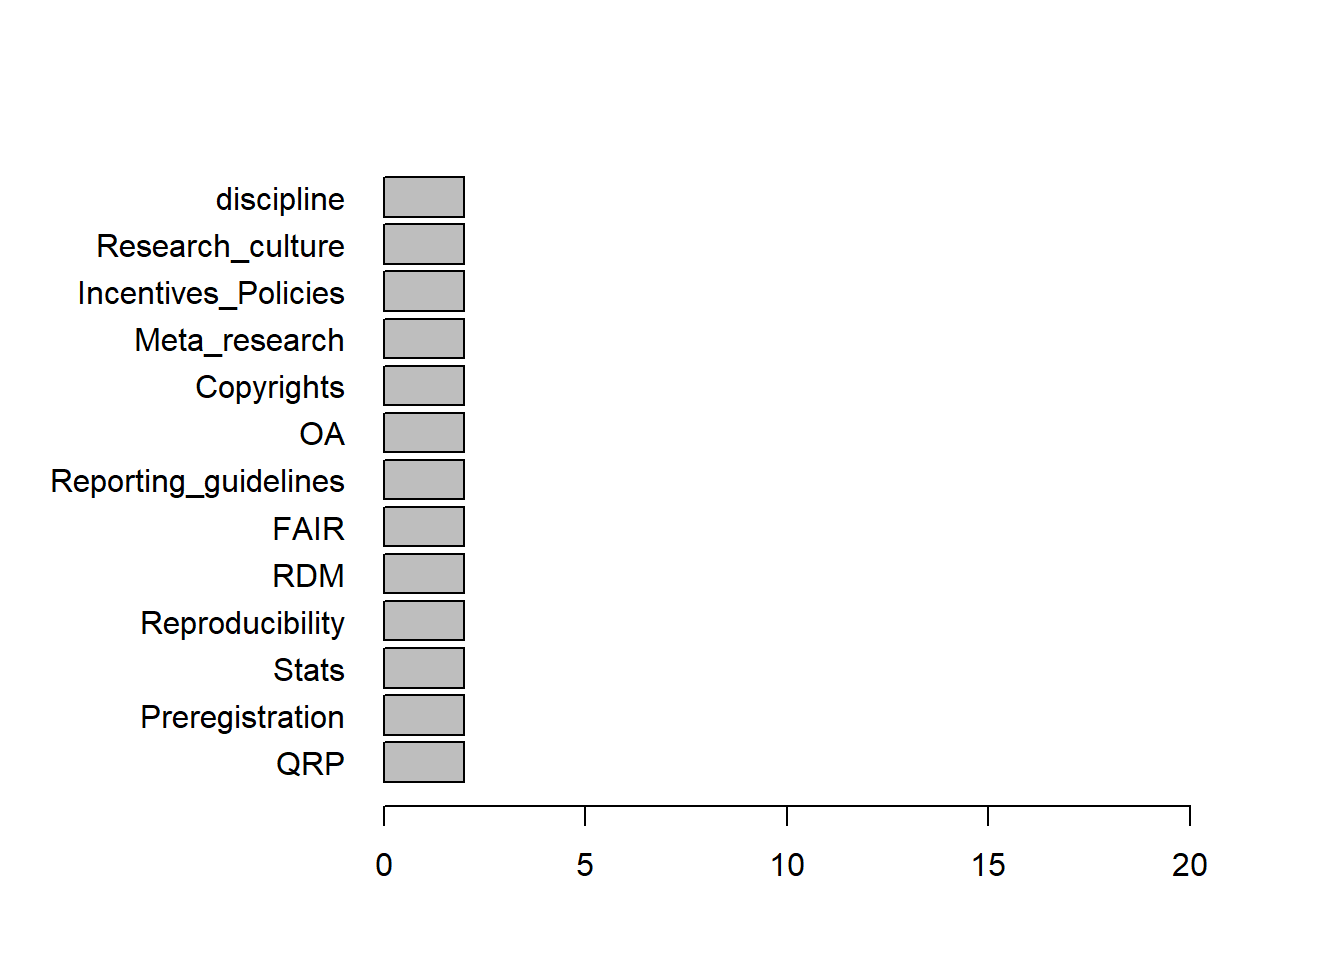 discipline
Research_culture
Incentives_Policies
Meta_research
Copyrights
OA
Reporting_guidelines
FAIR
RDM
Reproducibility
Stats
Preregistration
QRP
0 5 10 15 20